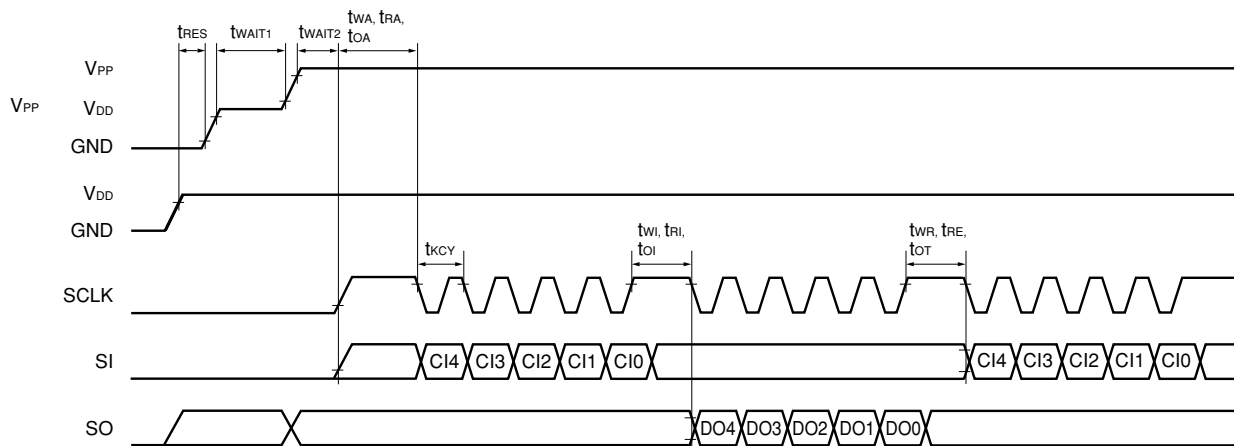 tRES tWAIT1 tWAIT2 tWA, tRA,
tOA
VPP
VPP VDD
GND
VDD
GND
tKCY tWI, tRI,
tOI tWR, tRE,
tOT
SCLK
SI CI4 CI3 CI2 CI1 CI0 CI4 CI3 CI2 CI1 CI0
SO DO4 DO3 DO2 DO1 DO0